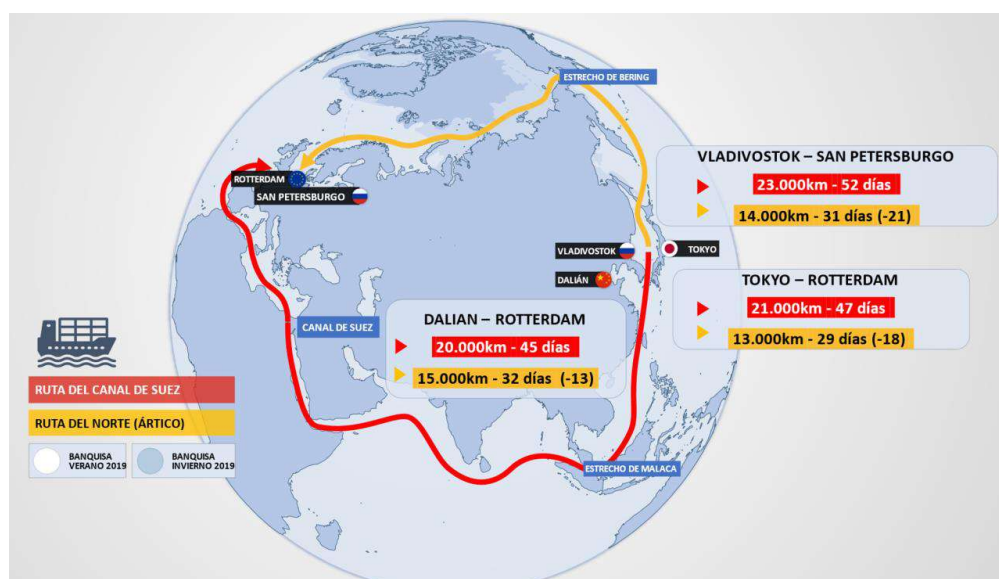 ESTRECHO DE BERING
ROTTERDAM
SAN PETERSBURGO
VLADIVOSTOK – SAN PETERSBURGO
23.000km - 52 días
14.000km - 31 días (-21)
VLADIVOSTOK
TOKYO
DALIÁN
TOKYO – ROTTERDAM
21.000km - 47 días
13.000km - 29 días (-18)
CANAL DE SUEZ
DALIAN – ROTTERDAM
20.000km - 45 días
15.000km - 32 días (-13)
RUTA DEL CANAL DE SUEZ
RUTA DEL NORTE (ÁRTICO)
BANQUISA
VERANO 2019
BANQUISA
INVIERNO 2019
ESTRECHO DE MALACA